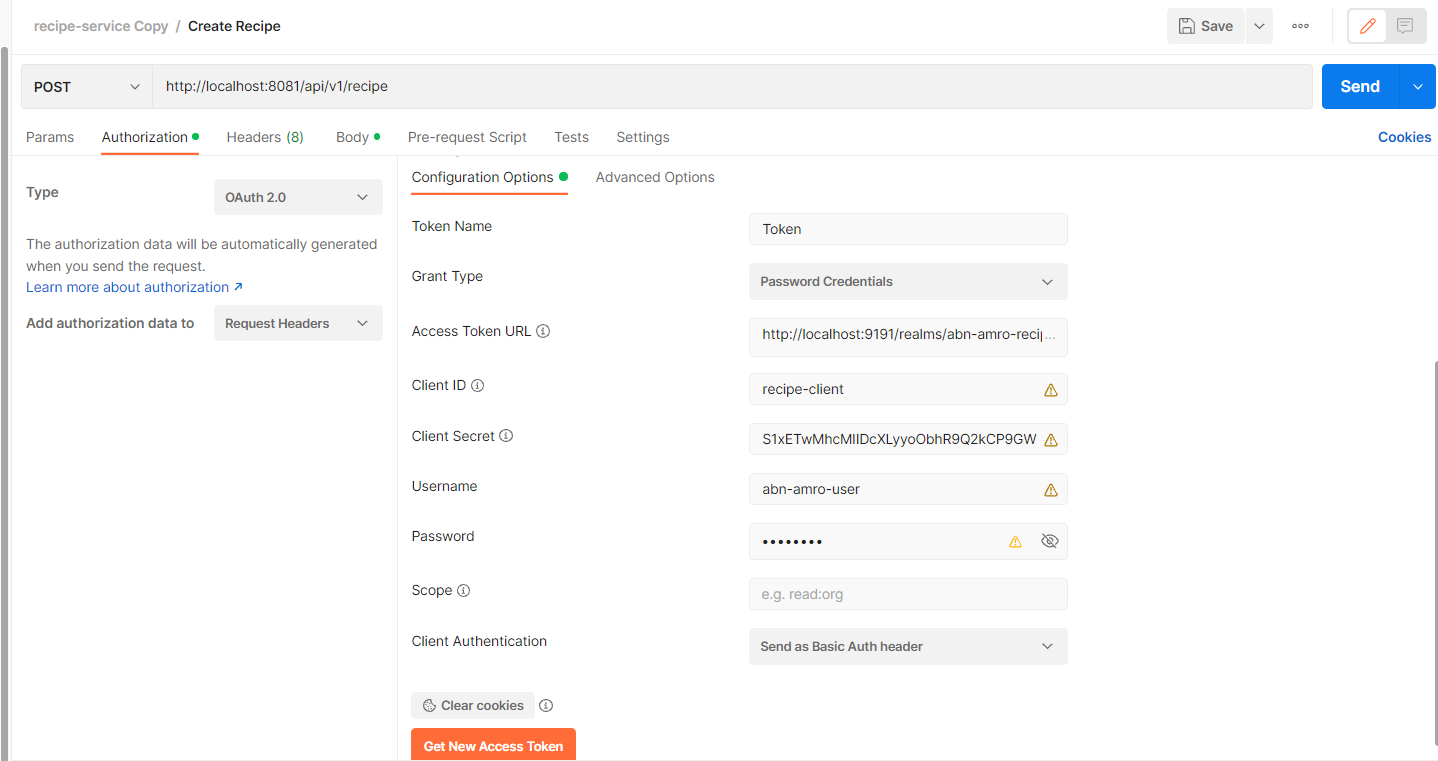 recipe-service Copy / Create Recipe
Save
POST
http://localhost:8081/api/v1/recipe
Send
Params
Authorization
Headers (8)
Body
Pre-request Script
Tests
Settings
Cookies
Type
OAuth 2.0
The authorization data will be automatically generated
when you send the request.
Learn more about authorization ↗
Add authorization data to
Request Headers
Configuration Options
Advanced Options
Token Name
Token
Grant Type
Password Credentials
Access Token URL
http://localhost:9191/realms/abn-amro-recip...
Client ID
recipe-client
Client Secret
S1xETwMhcMIIDcXLyyoObhR9Q2kCP9GW
Username
abn-amro-user
Password
••••••••
Scope
e.g. read:org
Client Authentication
Send as Basic Auth header
Clear cookies
Get New Access Token